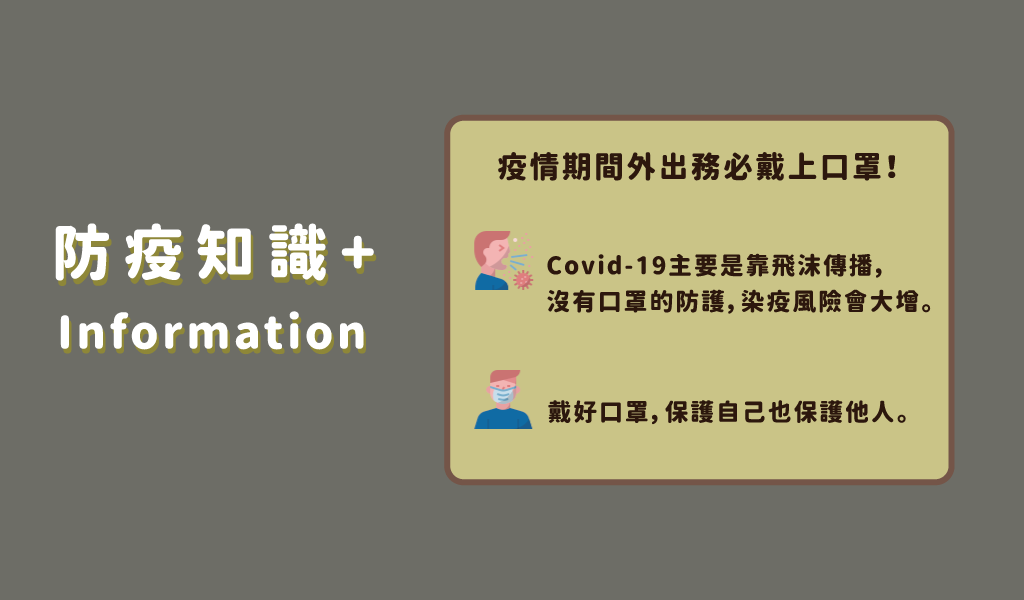 防疫知識+
Information
疫情期間外出務必戴上口罩！
Covid-19主要是靠飛沫傳播,
沒有口罩的防護,染疫風險會大增。
戴好口罩,保護自己也保護他人。